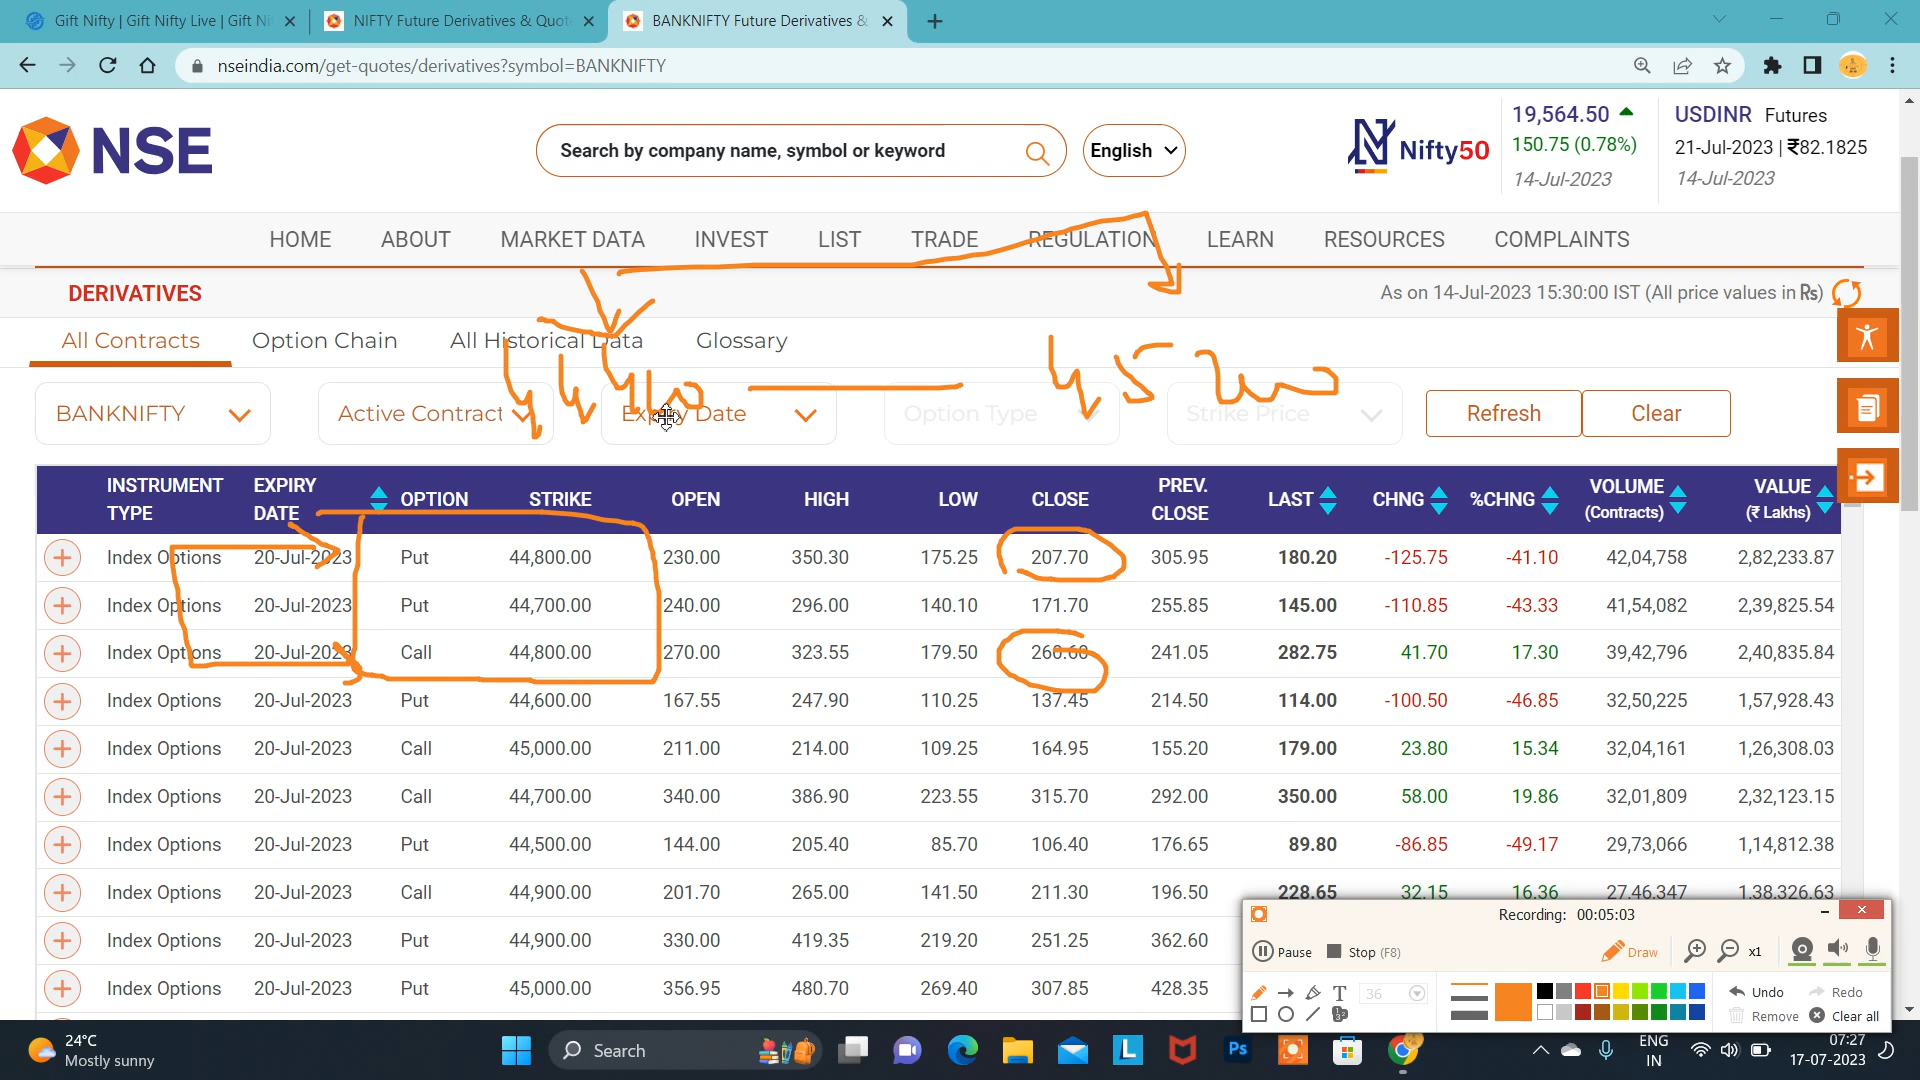 Gift Nifty | Gift Nifty Live | Gift Ni
NIFTY Future Derivatives & Quot
BANKNIFTY Future Derivatives &
nseindia.com/get-quotes/derivatives?symbol=BANKNIFTY
NSE
Search by company name, symbol or keyword
English
Nifty50
19,564.50
150.75 (0.78%)
14-Jul-2023
USDINR Futures
21-Jul-2023 | ₹82.1825
14-Jul-2023
HOME ABOUT MARKET DATA INVEST LIST TRADE REGULATION LEARN RESOURCES COMPLAINTS
DERIVATIVES
As on 14-Jul-2023 15:30:00 IST (All price values in ₨)
All Contracts Option Chain All Historical Data Glossary
BANKNIFTY Active Contract Expiry Date Option Type Strike Price Refresh Clear
INSTRUMENT TYPE EXPIRY DATE OPTION STRIKE OPEN HIGH LOW CLOSE PREV. CLOSE LAST CHNG %CHNG VOLUME (Contracts) VALUE (₹ Lakhs)
Index Options 20-Jul-2023 Put 44,800.00 230.00 350.30 175.25 207.70 305.95 180.20 -125.75 -41.10 42,04,758 2,82,233.87
Index Options 20-Jul-2023 Put 44,700.00 240.00 296.00 140.10 171.70 255.85 145.00 -110.85 -43.33 41,54,082 2,39,825.54
Index Options 20-Jul-2023 Call 44,800.00 270.00 323.55 179.50 260.60 241.05 282.75 41.70 17.30 39,42,796 2,40,835.84
Index Options 20-Jul-2023 Put 44,600.00 167.55 247.90 110.25 137.45 214.50 114.00 -100.50 -46.85 32,50,225 1,57,928.43
Index Options 20-Jul-2023 Call 45,000.00 211.00 214.00 109.25 164.95 155.20 179.00 23.80 15.34 32,04,161 1,26,308.03
Index Options 20-Jul-2023 Call 44,700.00 340.00 386.90 223.55 315.70 292.00 350.00 58.00 19.86 32,01,809 2,32,123.15
Index Options 20-Jul-2023 Put 44,500.00 144.00 205.40 85.70 106.40 176.65 89.80 -86.85 -49.17 29,73,066 1,14,812.38
Index Options 20-Jul-2023 Call 44,900.00 201.70 265.00 141.50 211.30 196.50 228.65 32.15 16.36 27,46,347 1,38,326.63
Index Options 20-Jul-2023 Put 44,900.00 330.00 419.35 219.20 251.25 362.60
Index Options 20-Jul-2023 Put 45,000.00 356.95 480.70 269.40 307.85 428.35
Recording: 00:05:03
Pause Stop (F8) Draw x1
T 36 Undo Redo
Remove Clear all
24°C
Mostly sunny
Search
Ps
ENG
IN
07:27
17-07-2023